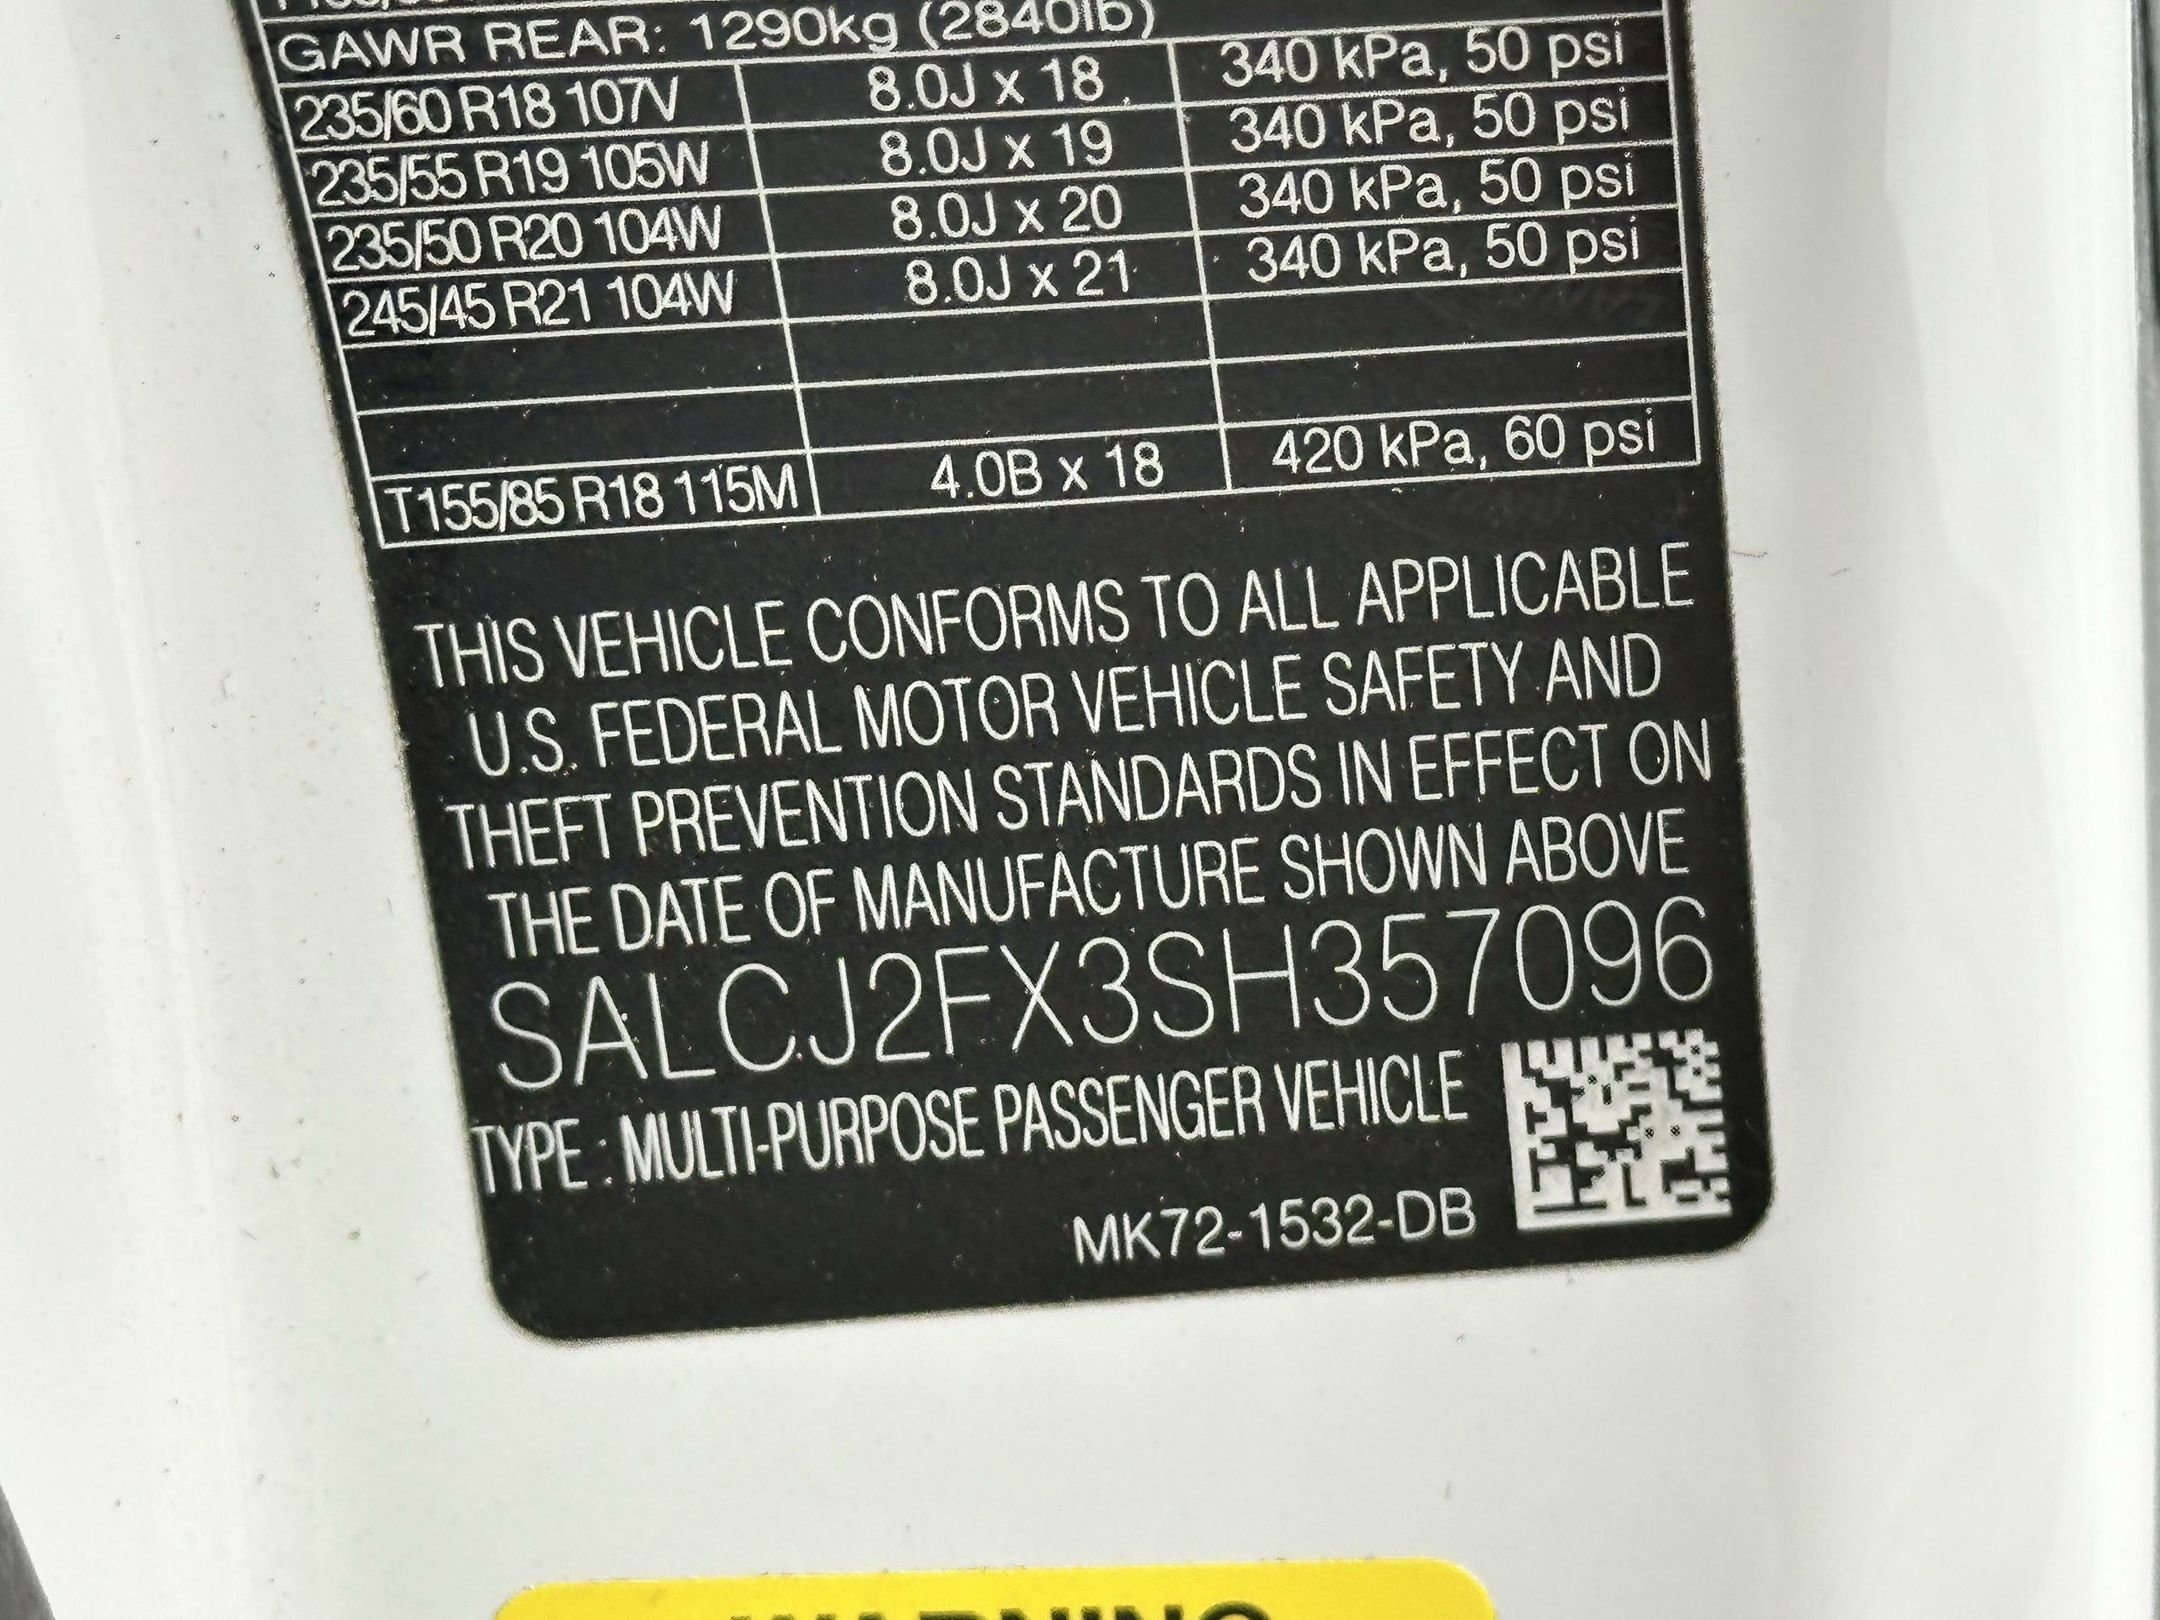 GAWR REAR: 1290kg (2840lb)
235/60 R18 107V 8.0J x 18 340 kPa, 50 psi
235/55 R19 105W 8.0J x 19 340 kPa, 50 psi
235/50 R20 104W 8.0J x 20 340 kPa, 50 psi
245/45 R21 104W 8.0J x 21 340 kPa, 50 psi
T155/85 R18 115M 4.0B x 18 420 kPa, 60 psi
THIS VEHICLE CONFORMS TO ALL APPLICABLE
U.S. FEDERAL MOTOR VEHICLE SAFETY AND
THEFT PREVENTION STANDARDS IN EFFECT ON
THE DATE OF MANUFACTURE SHOWN ABOVE
SALCJ2FX3SH357096
TYPE : MULTI-PURPOSE PASSENGER VEHICLE
MK72-1532-DB
WARNING